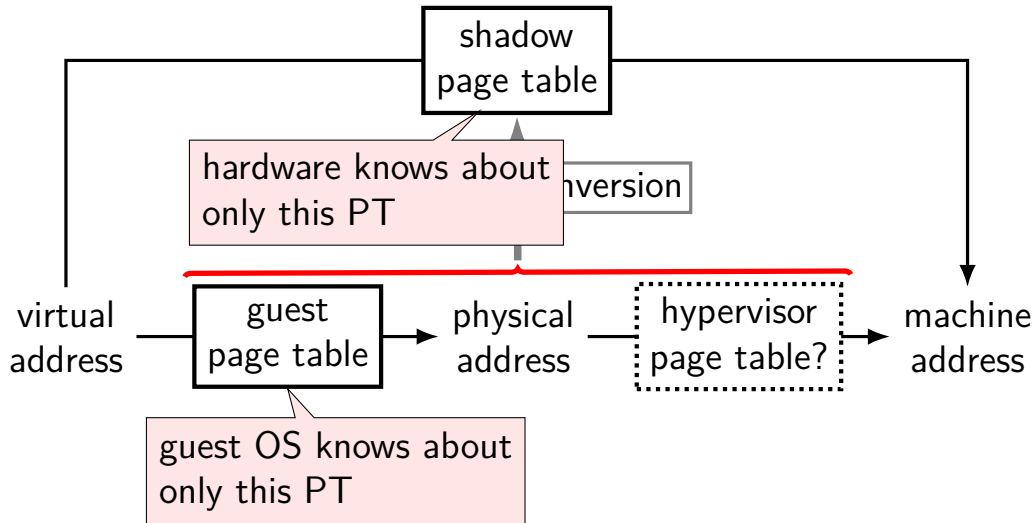 shadow
page table
hardware knows about
only this PT
nversion
virtual
address
guest
page table
physical
address
hypervisor
page table?
machine
address
guest OS knows about
only this PT